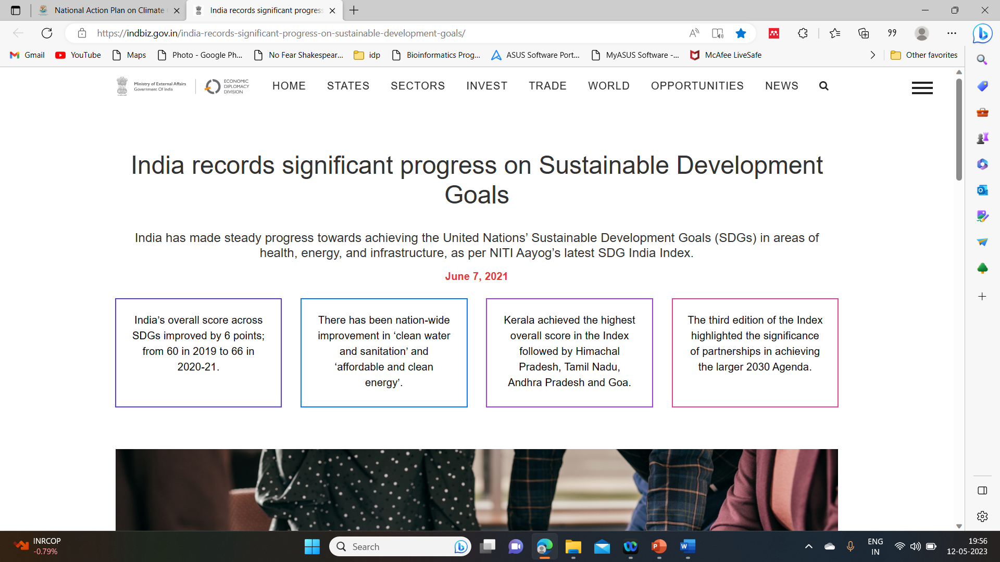 National Action Plan on Climate
India records significant progress
https://indbiz.gov.in/india-records-significant-progress-on-sustainable-development-goals/
Gmail
YouTube
Maps
Photo - Google Ph...
No Fear Shakespear...
idp
Bioinformatics Prog...
ASUS Software Port...
MyASUS Software -...
McAfee LiveSafe
Other favorites
Ministry of External Affairs
Government Of India
ECONOMIC
DIPLOMACY
DIVISION
HOME
STATES
SECTORS
INVEST
TRADE
WORLD
OPPORTUNITIES
NEWS
India records significant progress on Sustainable Development
Goals
India has made steady progress towards achieving the United Nations’ Sustainable Development Goals (SDGs) in areas of
health, energy, and infrastructure, as per NITI Aayog’s latest SDG India Index.
June 7, 2021
India’s overall score across
SDGs improved by 6 points;
from 60 in 2019 to 66 in
2020-21.
There has been nation-wide
improvement in ‘clean water
and sanitation’ and
‘affordable and clean
energy’.
Kerala achieved the highest
overall score in the Index
followed by Himachal
Pradesh, Tamil Nadu,
Andhra Pradesh and Goa.
The third edition of the Index
highlighted the significance
of partnerships in achieving
the larger 2030 Agenda.
INRCOP
-0.79%
Search
ENG
IN
19:56
12-05-2023